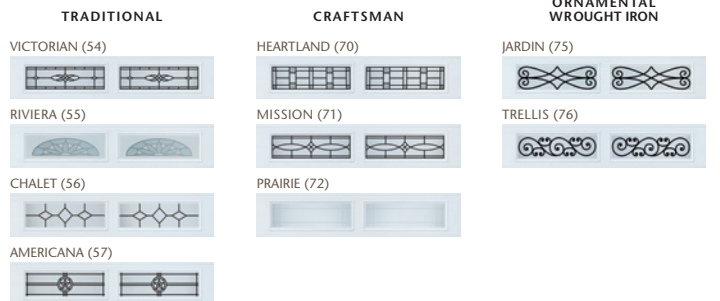 TRADITIONAL
VICTORIAN (54)
RIVIERA (55)
CHALET (56)
AMERICANA (57)
CRAFTSMAN
HEARTLAND (70)
MISSION (71)
PRAIRIE (72)
ORNAMENTAL
WROUGHT IRON
JARDIN (75)
TRELLIS (76)